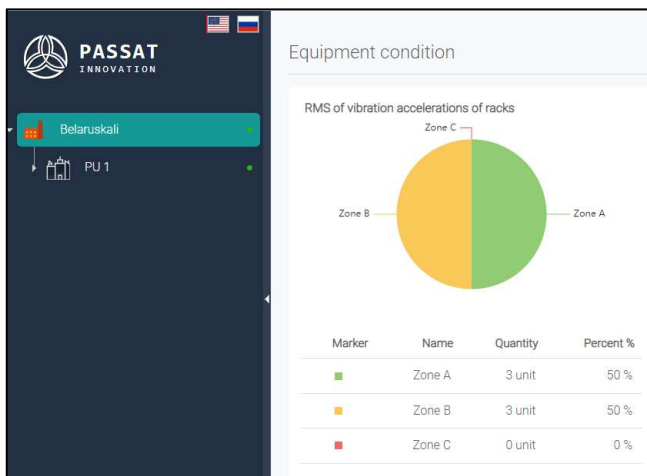 PASSAT
INNOVATION
Belaruskali
PU 1
Equipment condition
RMS of vibration accelerations of racks
Zone C
Zone B
Zone A
Marker Name Quantity Percent %
Zone A 3 unit 50 %
Zone B 3 unit 50 %
Zone C 0 unit 0 %